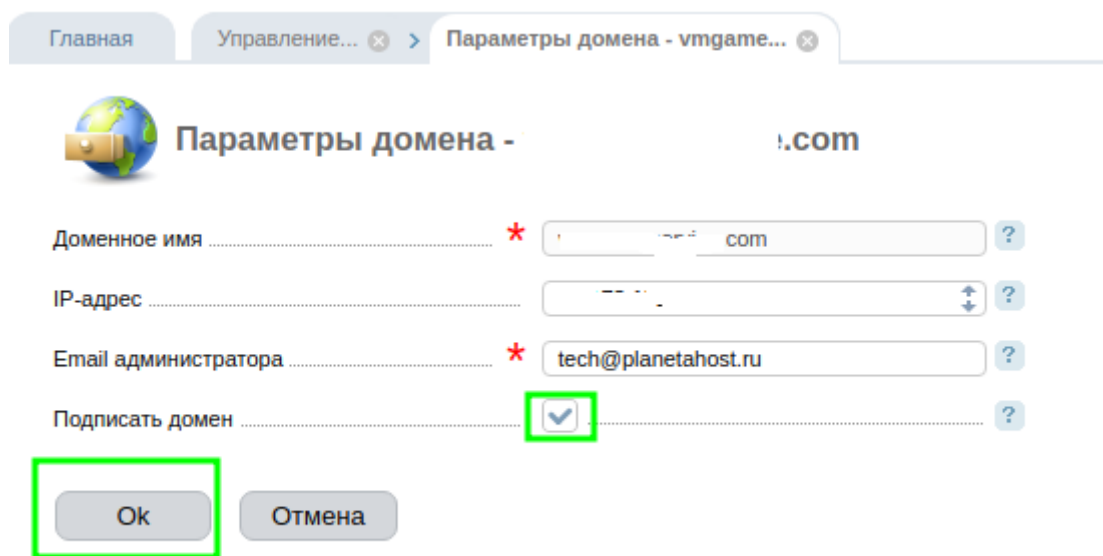 Главная Управление... Параметры домена - vmgame...
Параметры домена - .com
Доменное имя * com ?
IP-адрес ?
Email администратора * tech@planetahost.ru ?
Подписать домен ?
Ok Отмена